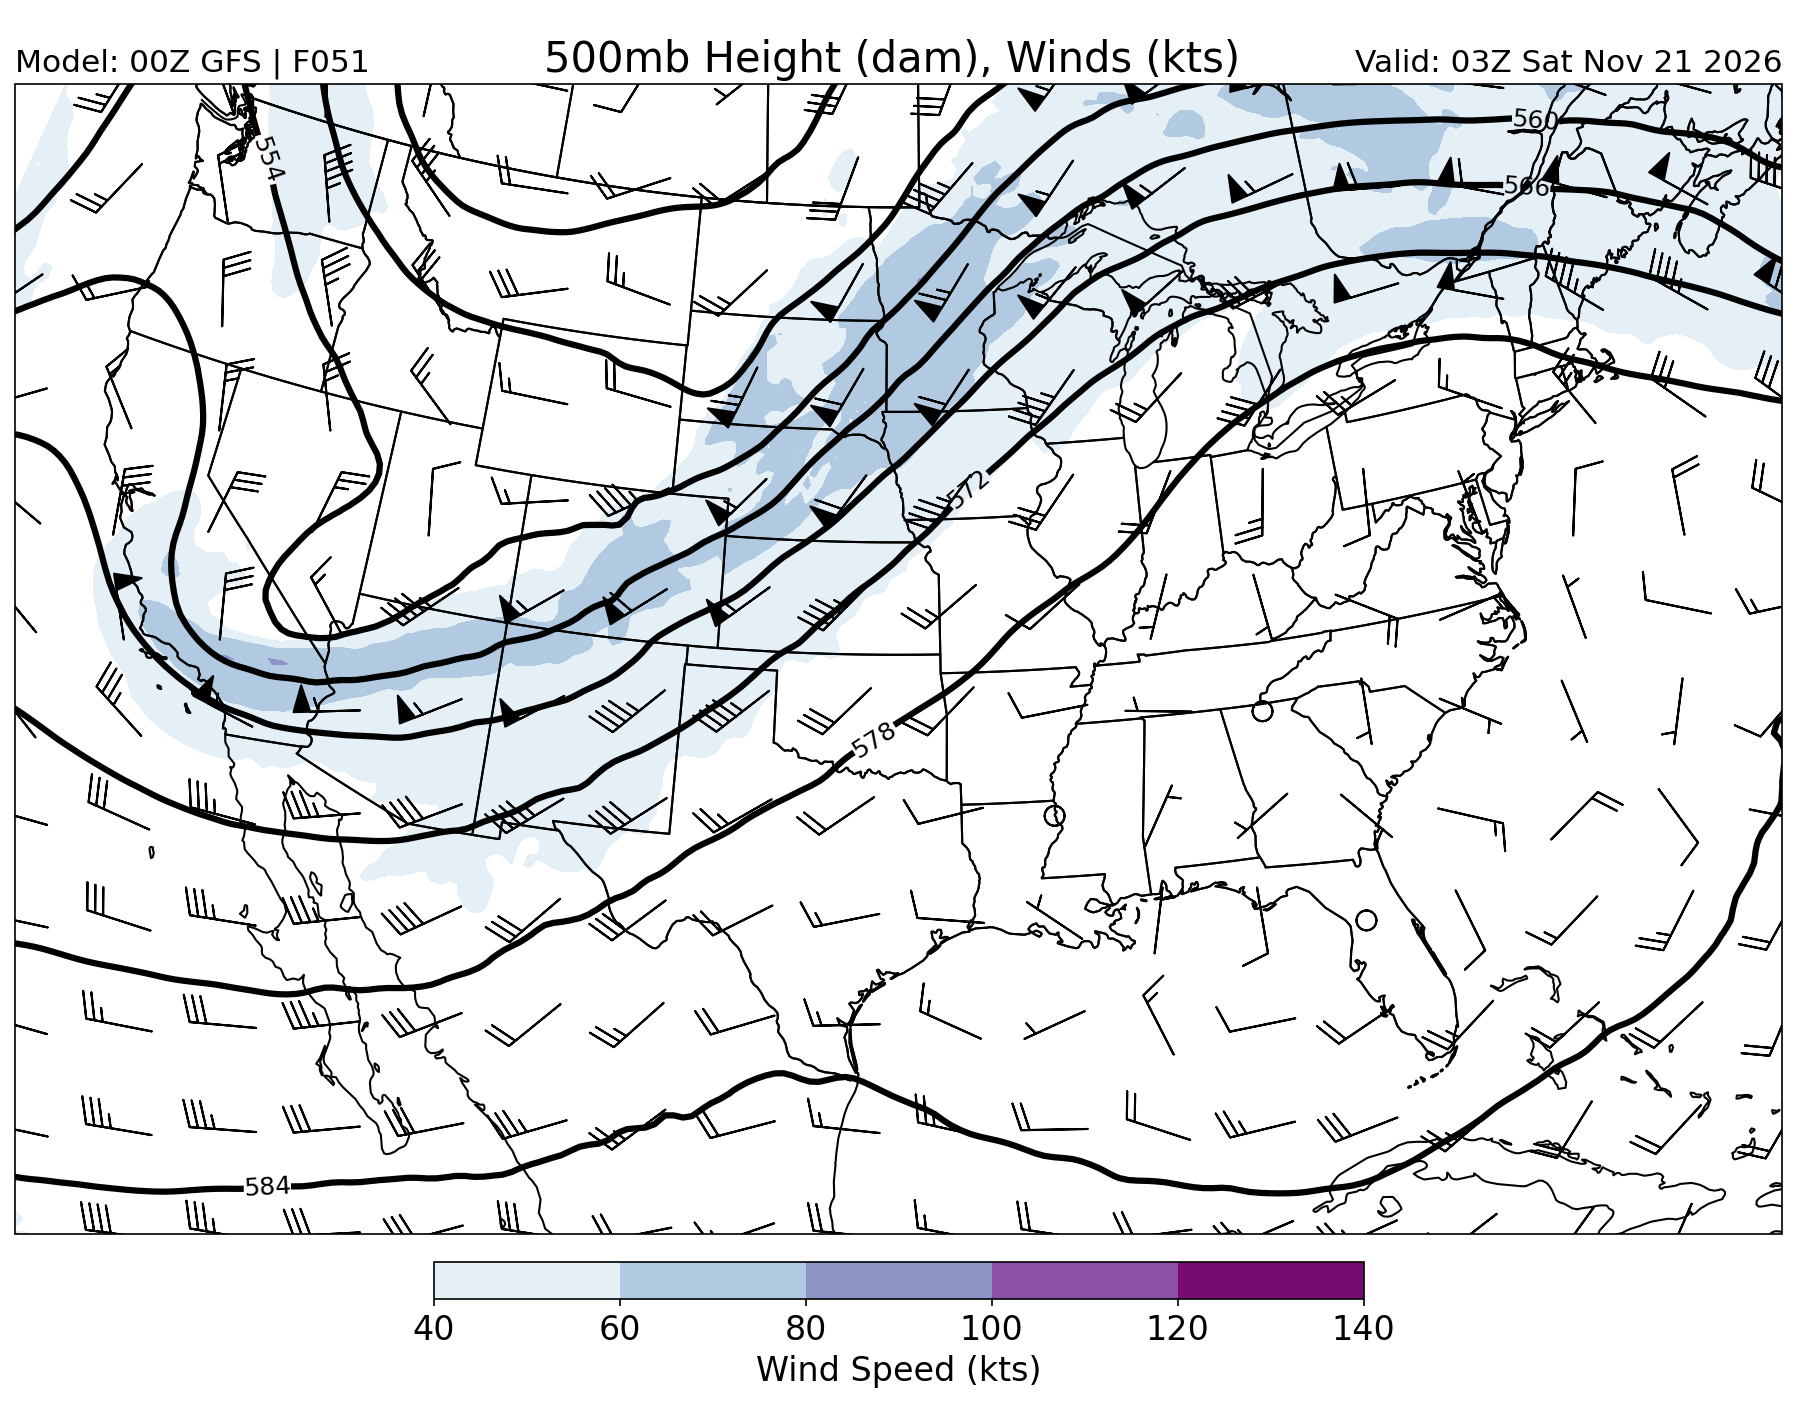 Model: 00Z GFS | F051
500mb Height (dam), Winds (kts)
Valid: 03Z Sat Nov 21 2026
560
554
566
572
578
584
40 60 80 100 120 140
Wind Speed (kts)